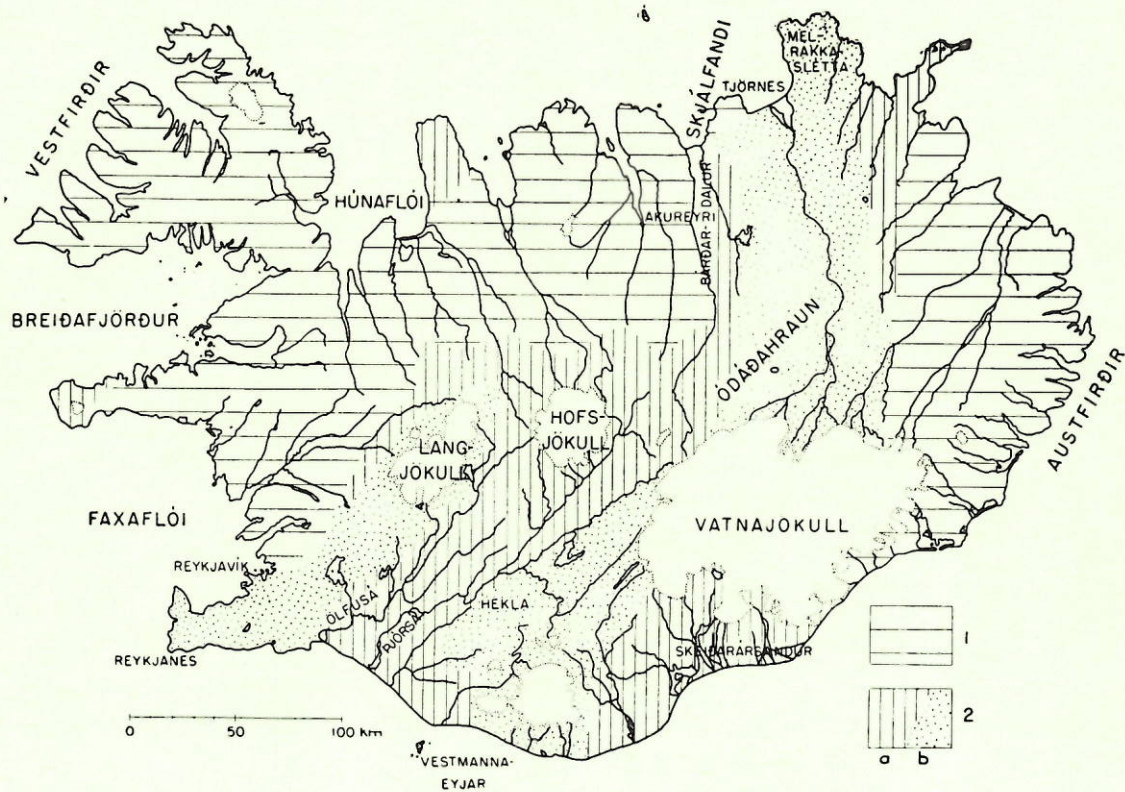 VESTFIRÐIR
HÚNAFLÓI
SKJÁLFANDI
MEL-
RAKKA-
SLÉTTA
TJÖRNES
BÁRÐAR-DALUR
AKUREYRI
BREIÐAFJÖRÐUR
ÓDÁÐAHRAUN
AUSTFIRÐIR
LANG-
JÖKULL
HOFS-
JÖKULL
FAXAFLÓI
VATNAJÖKULL
REYKJAVÍK
ÖLFUSÁ
ÞJÓRSÁ
HEKLA
REYKJANES
SKEIÐARÁRSANDUR
1
2
a b
0 50 100 km
VESTMANNA-
EYJAR